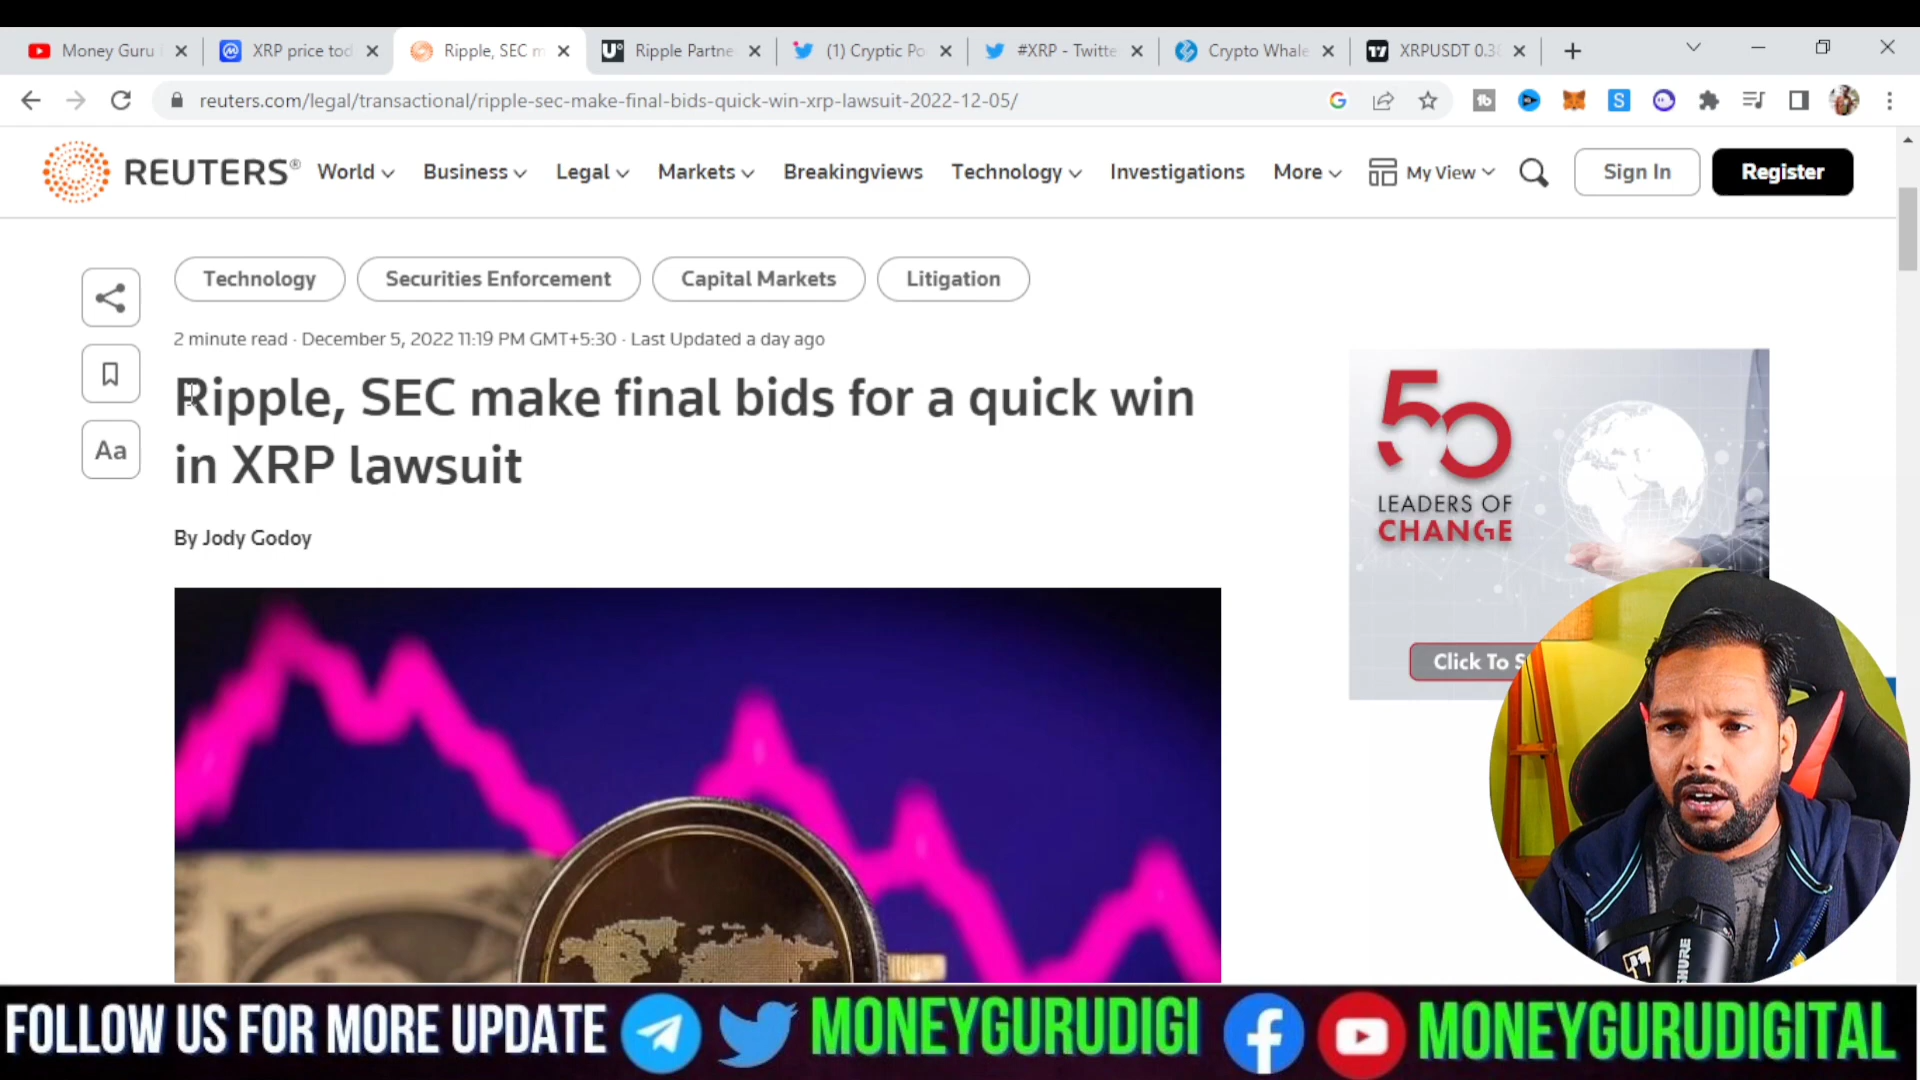 Money Guru
XRP price tod
Ripple, SEC m
Ripple Partne
(1) Cryptic Po
#XRP - Twitte
Crypto Whale
XRPUSDT 0.38
reuters.com/legal/transactional/ripple-sec-make-final-bids-quick-win-xrp-lawsuit-2022-12-05/
REUTERS®
World
Business
Legal
Markets
Breakingviews
Technology
Investigations
More
My View
Sign In
Register
Technology
Securities Enforcement
Capital Markets
Litigation
2 minute read · December 5, 2022 11:19 PM GMT+5:30 · Last Updated a day ago
Ripple, SEC make final bids for a quick win
in XRP lawsuit
Aa
By Jody Godoy
50
LEADERS OF
CHANGE
Click To S
SHURE
FOLLOW US FOR MORE UPDATE
MONEYGURUDIGI
MONEYGURUDIGITAL